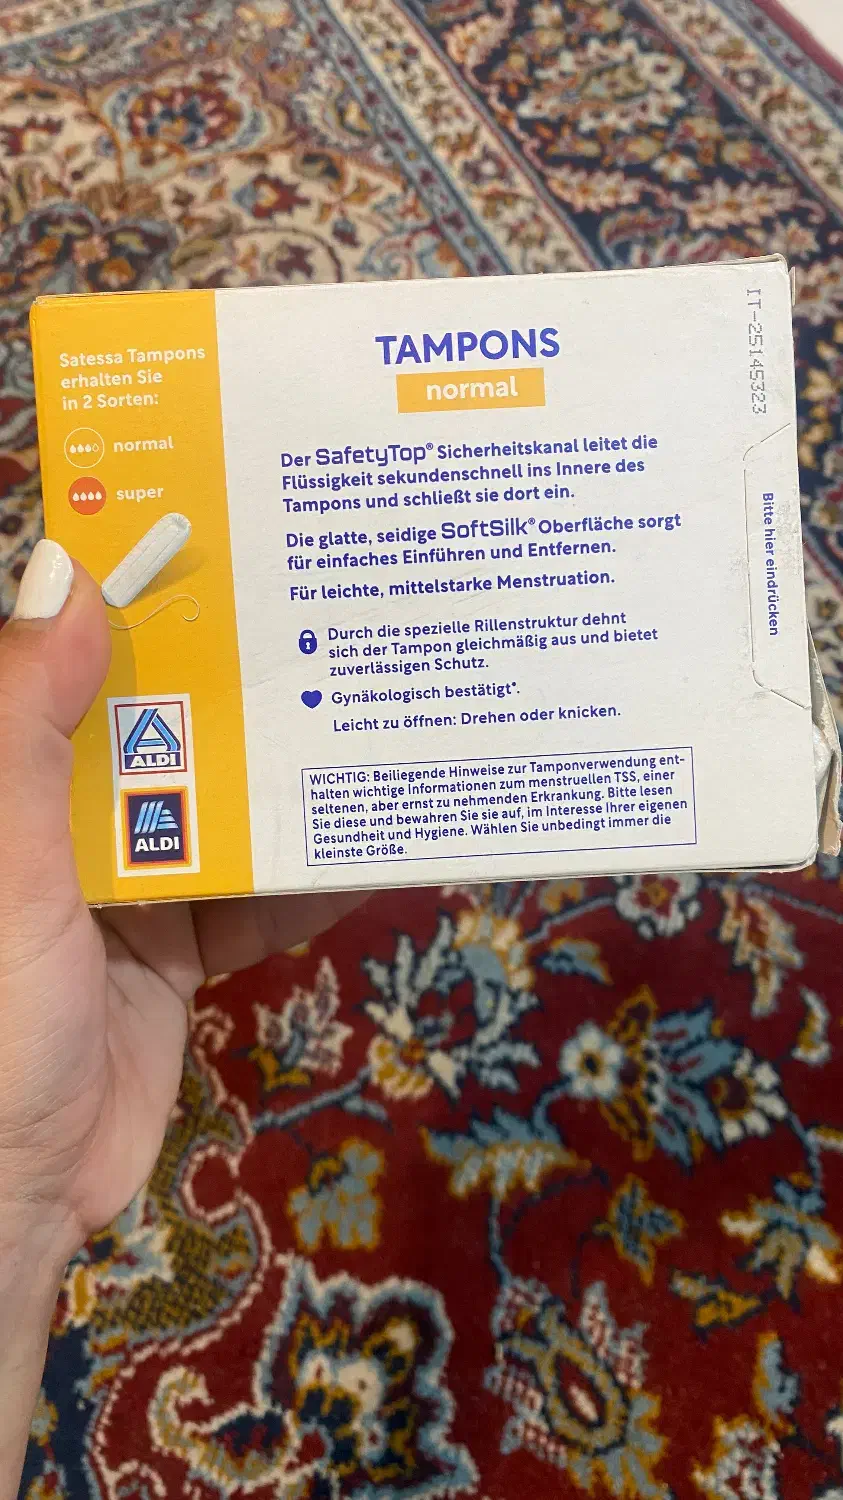 Satessa Tampons
erhalten Sie
in 2 Sorten:
normal
super
ALDI
ALDI
TAMPONS
normal
Der SafetyTop® Sicherheitskanal leitet die
Flüssigkeit sekundenschnell ins Innere des
Tampons und schließt sie dort ein.
Die glatte, seidige SoftSilk® Oberfläche sorgt
für einfaches Einführen und Entfernen.
Für leichte, mittelstarke Menstruation.
Durch die spezielle Rillenstruktur dehnt
sich der Tampon gleichmäßig aus und bietet
zuverlässigen Schutz.
Gynäkologisch bestätigt*.
Leicht zu öffnen: Drehen oder knicken.
WICHTIG: Beiliegende Hinweise zur Tamponverwendung ent-
halten wichtige Informationen zum menstruellen TSS, einer
seltenen, aber ernst zu nehmenden Erkrankung. Bitte lesen
Sie diese und bewahren Sie sie auf, im Interesse Ihrer eigenen
Gesundheit und Hygiene. Wählen Sie unbedingt immer die
kleinste Größe.
IT-25145323
Bitte hier eindrücken